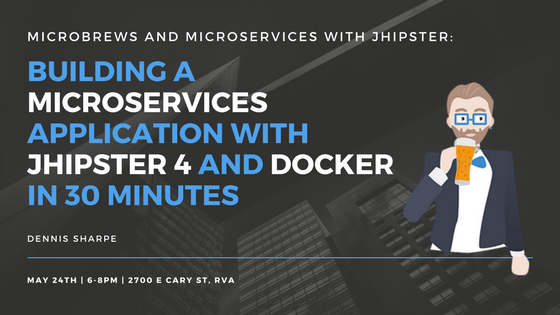 MICROBREWS AND MICROSERVICES WITH JHIPSTER:
BUILDING A
MICROSERVICES
APPLICATION WITH
JHIPSTER 4 AND DOCKER
IN 30 MINUTES
DENNIS SHARPE
MAY 24TH | 6-8PM | 2700 E CARY ST, RVA